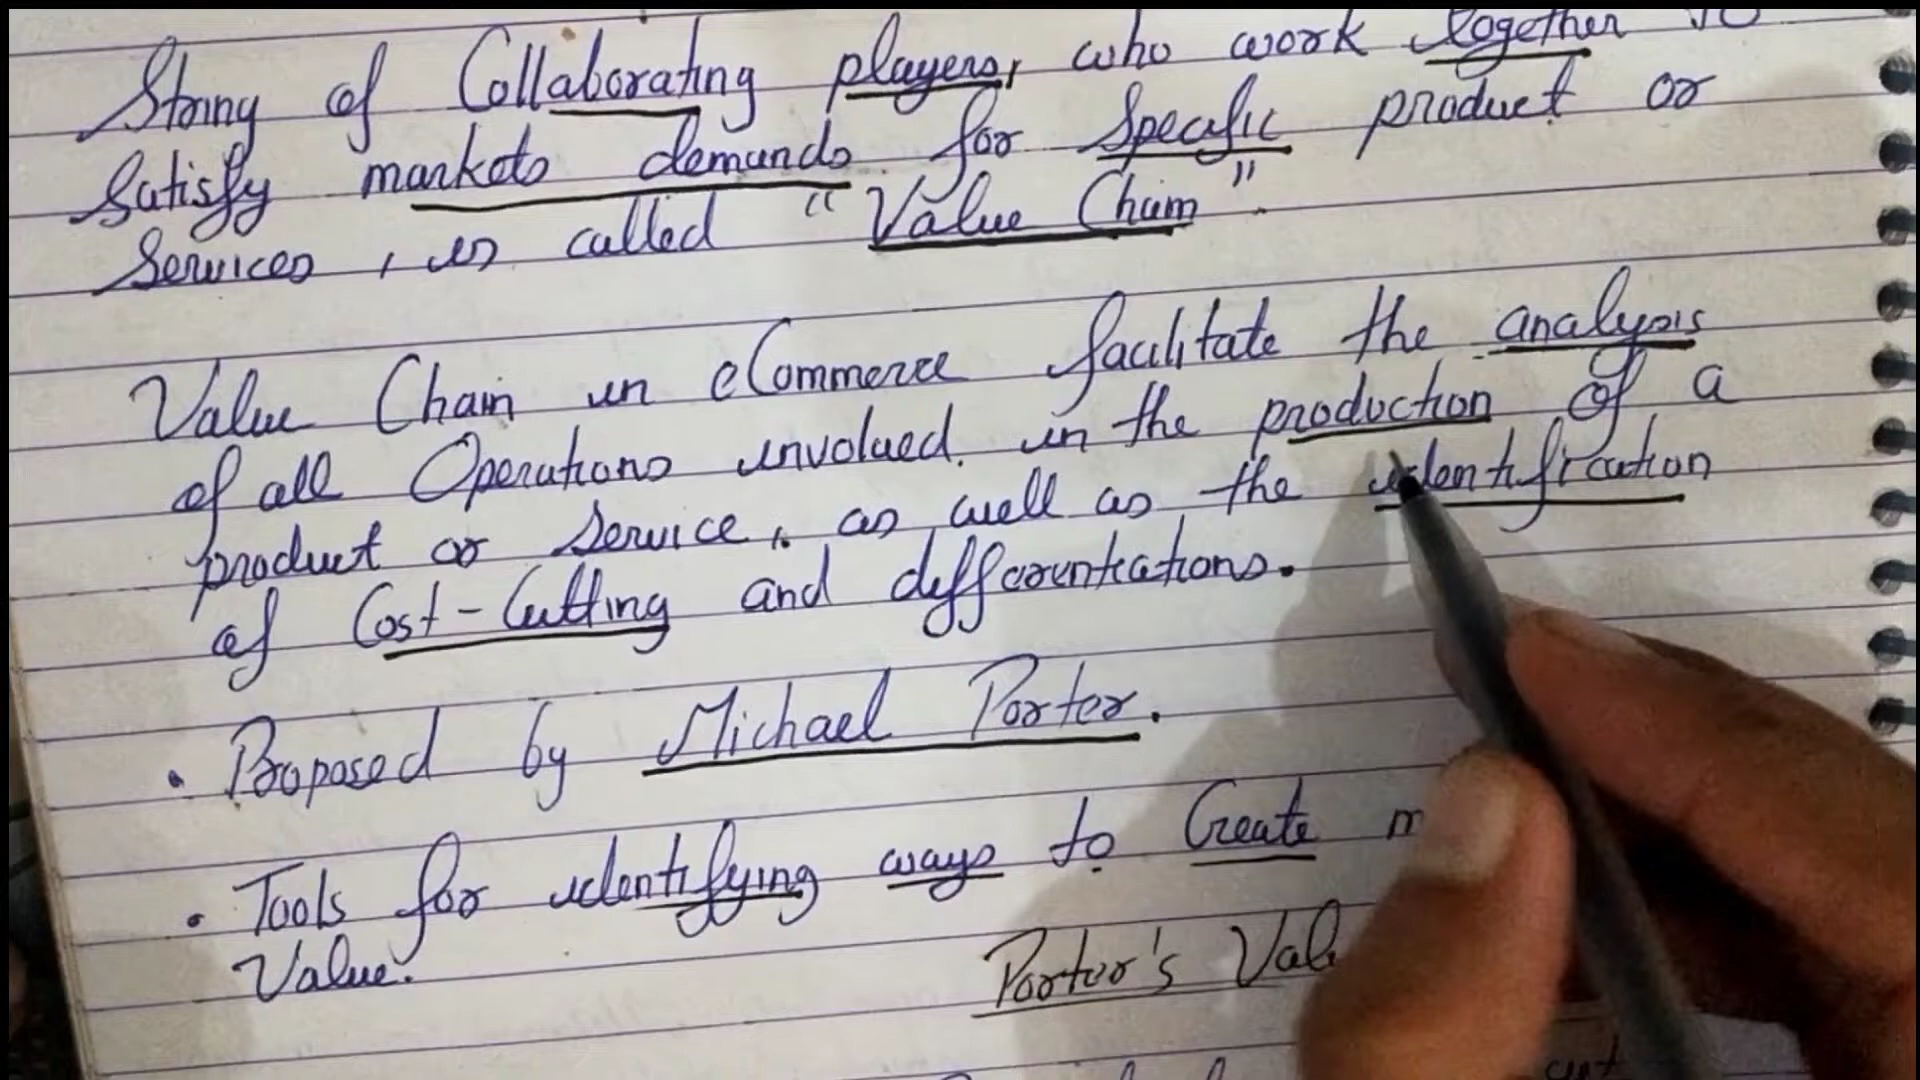 String of Collaborating players, who work together to
Satisfy markets demands for Specific product or
Services, is called "Value Chain".
Value Chain in eCommerce facilitate the analysis
of all Operations involved in the production of a
product or Service, as well as the identification
of Cost-Cutting and differentiations.
• Proposed by Michael Porter.
• Tools for identifying ways to Create
Value.
Porter's Val